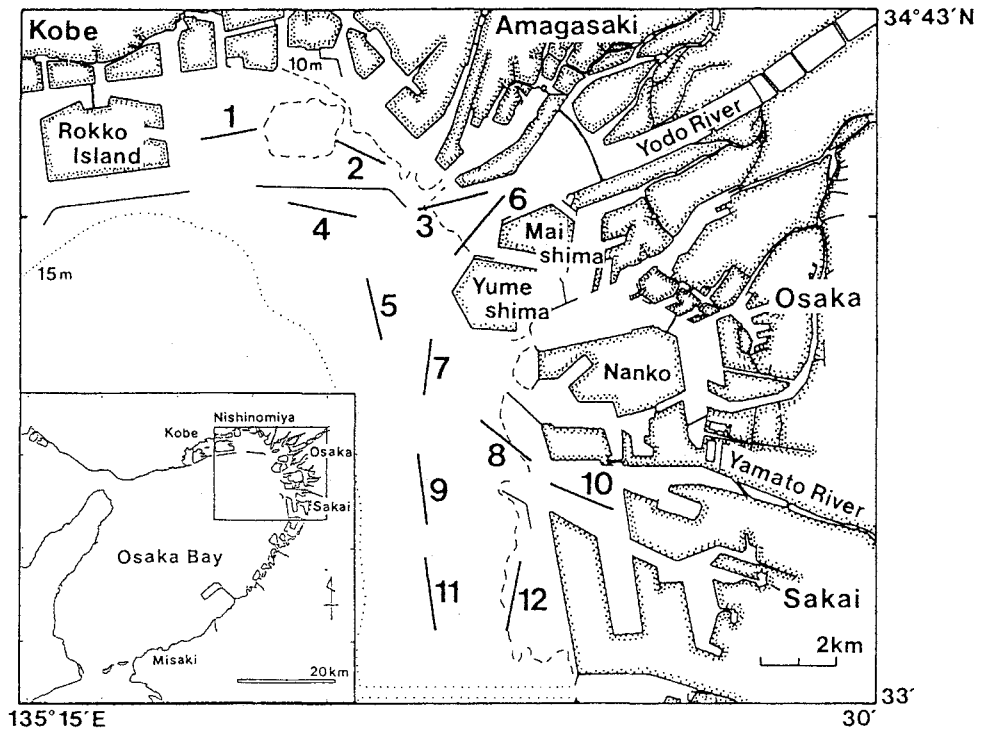 Kobe
Amagasaki
34°43′N
10m
1
Rokko
Island
Yodo River
2
6
3
4
Mai
shima
15m
Yume
shima
Osaka
5
7
Nanko
Nishinomiya
Kobe
Osaka
8
Yamato River
9
10
Sakai
Osaka Bay
11
12
Sakai
2km
Misaki
20km
33′
135°15′E
30′